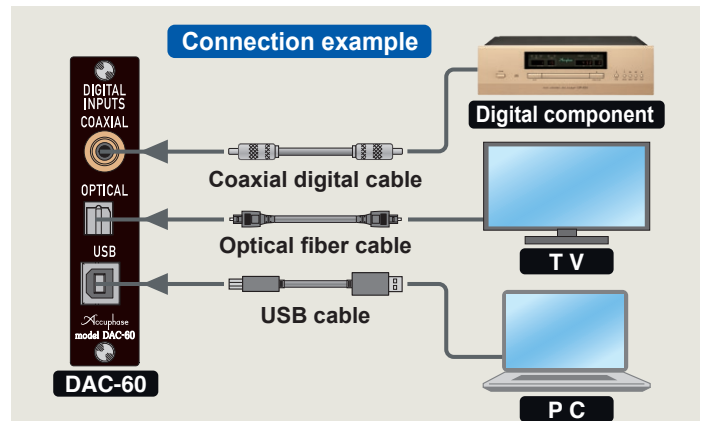 Connection example
DIGITAL
INPUTS
COAXIAL
OPTICAL
USB
Accuphase
model DAC-60
DAC-60
Coaxial digital cable
Optical fiber cable
USB cable
Digital component
T V
P C